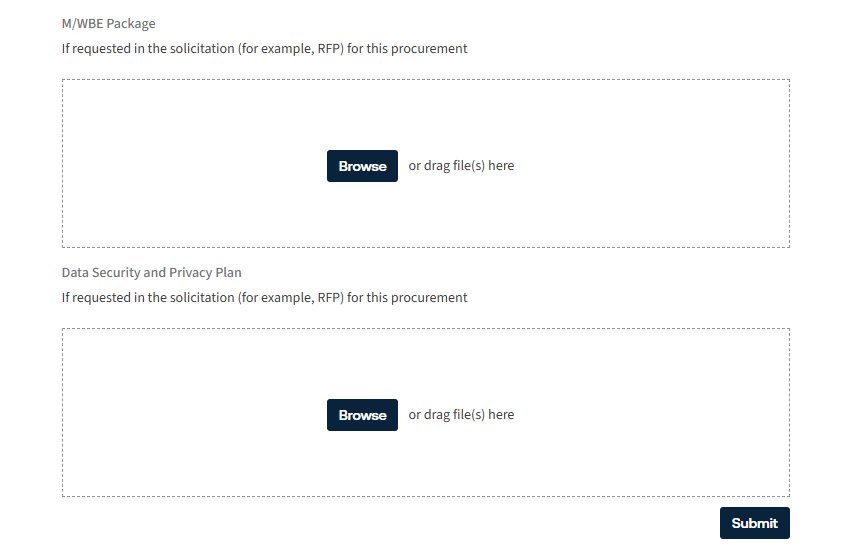 M/WBE Package
If requested in the solicitation (for example, RFP) for this procurement
Browse or drag file(s) here
Data Security and Privacy Plan
If requested in the solicitation (for example, RFP) for this procurement
Browse or drag file(s) here
Submit